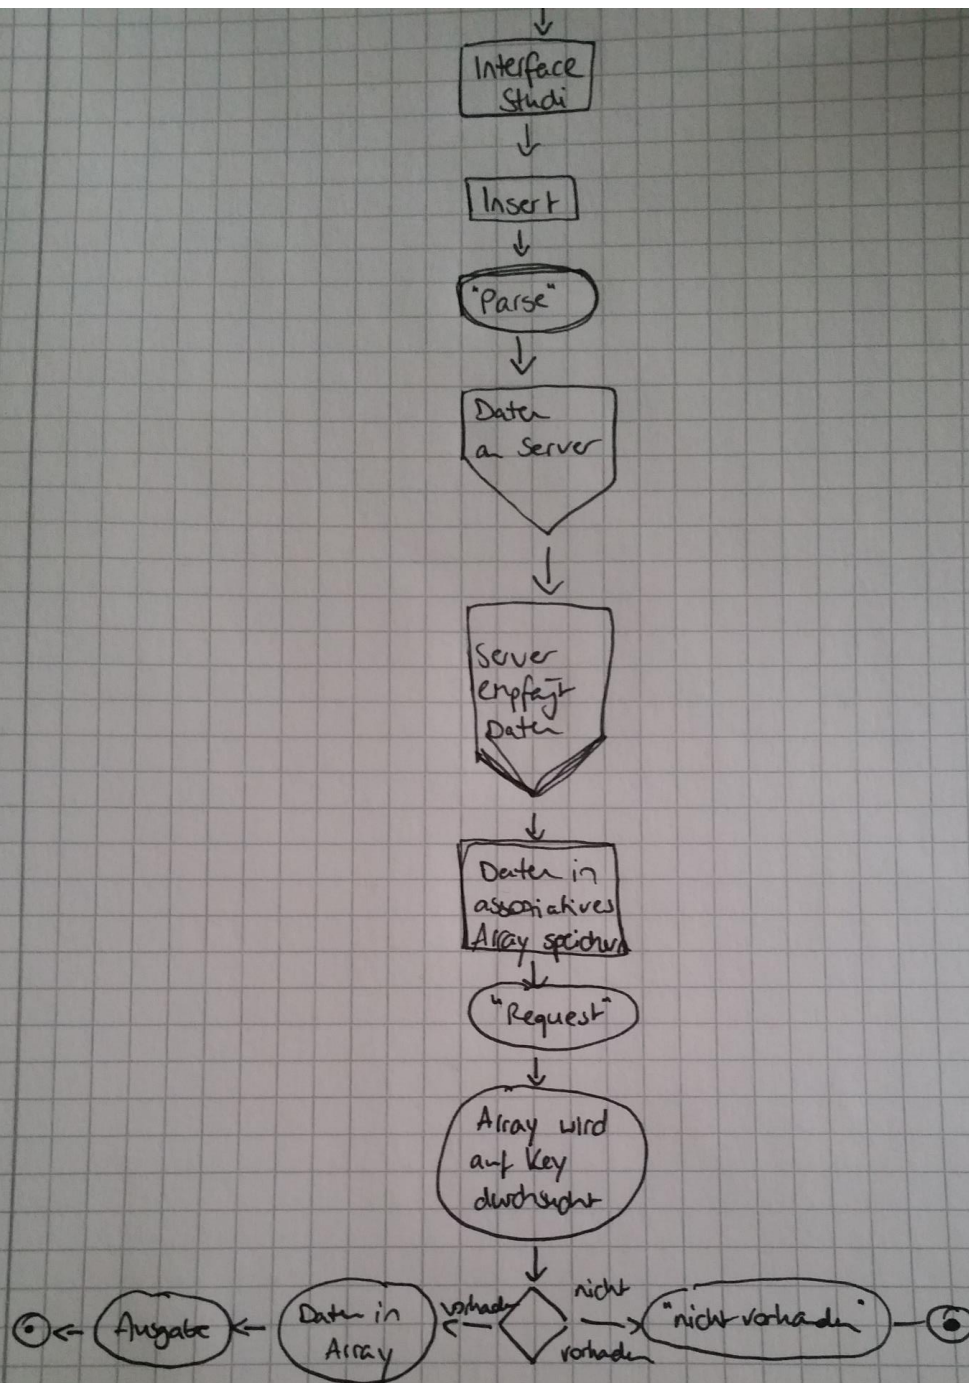 Interface
Studi
Insert
"Parse"
Daten
an Server
Server
empfängt
Daten
Daten in
assoziatives
Array speichern
"Request"
Array wird
auf Key
durchsucht
nicht
vorhanden
Ausgabe
Daten in
Array
vorhanden
"nicht vorhanden"